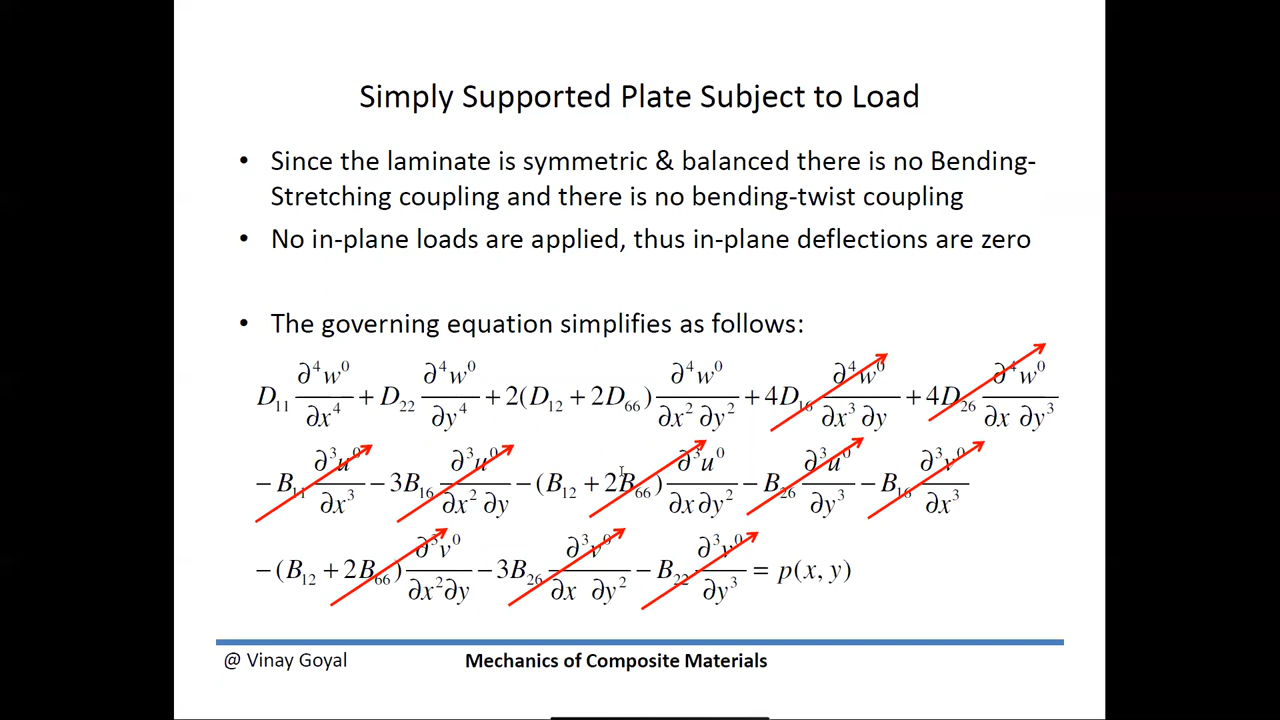 Simply Supported Plate Subject to Load
• Since the laminate is symmetric & balanced there is no Bending-
Stretching coupling and there is no bending-twist coupling
• No in-plane loads are applied, thus in-plane deflections are zero
• The governing equation simplifies as follows:
D₁₁ ∂⁴w⁰/∂x⁴ + D₂₂ ∂⁴w⁰/∂y⁴ + 2(D₁₂ + 2D₆₆) ∂⁴w⁰/∂x² ∂y² + 4D₁₆ ∂⁴w⁰/∂x³ ∂y + 4D₂₆ ∂⁴w⁰/∂x ∂y³
− B₁₁ ∂³u⁰/∂x³ − 3B₁₆ ∂³u⁰/∂x² ∂y − (B₁₂ + 2B₆₆) ∂³u⁰/∂x∂y² − B₂₆ ∂³u⁰/∂y³ − B₁₆ ∂³v⁰/∂x³
− (B₁₂ + 2B₆₆) ∂³v⁰/∂x²∂y − 3B₂₆ ∂³v⁰/∂x ∂y² − B₂₂ ∂³v⁰/∂y³ = p(x, y)
@ Vinay Goyal
Mechanics of Composite Materials